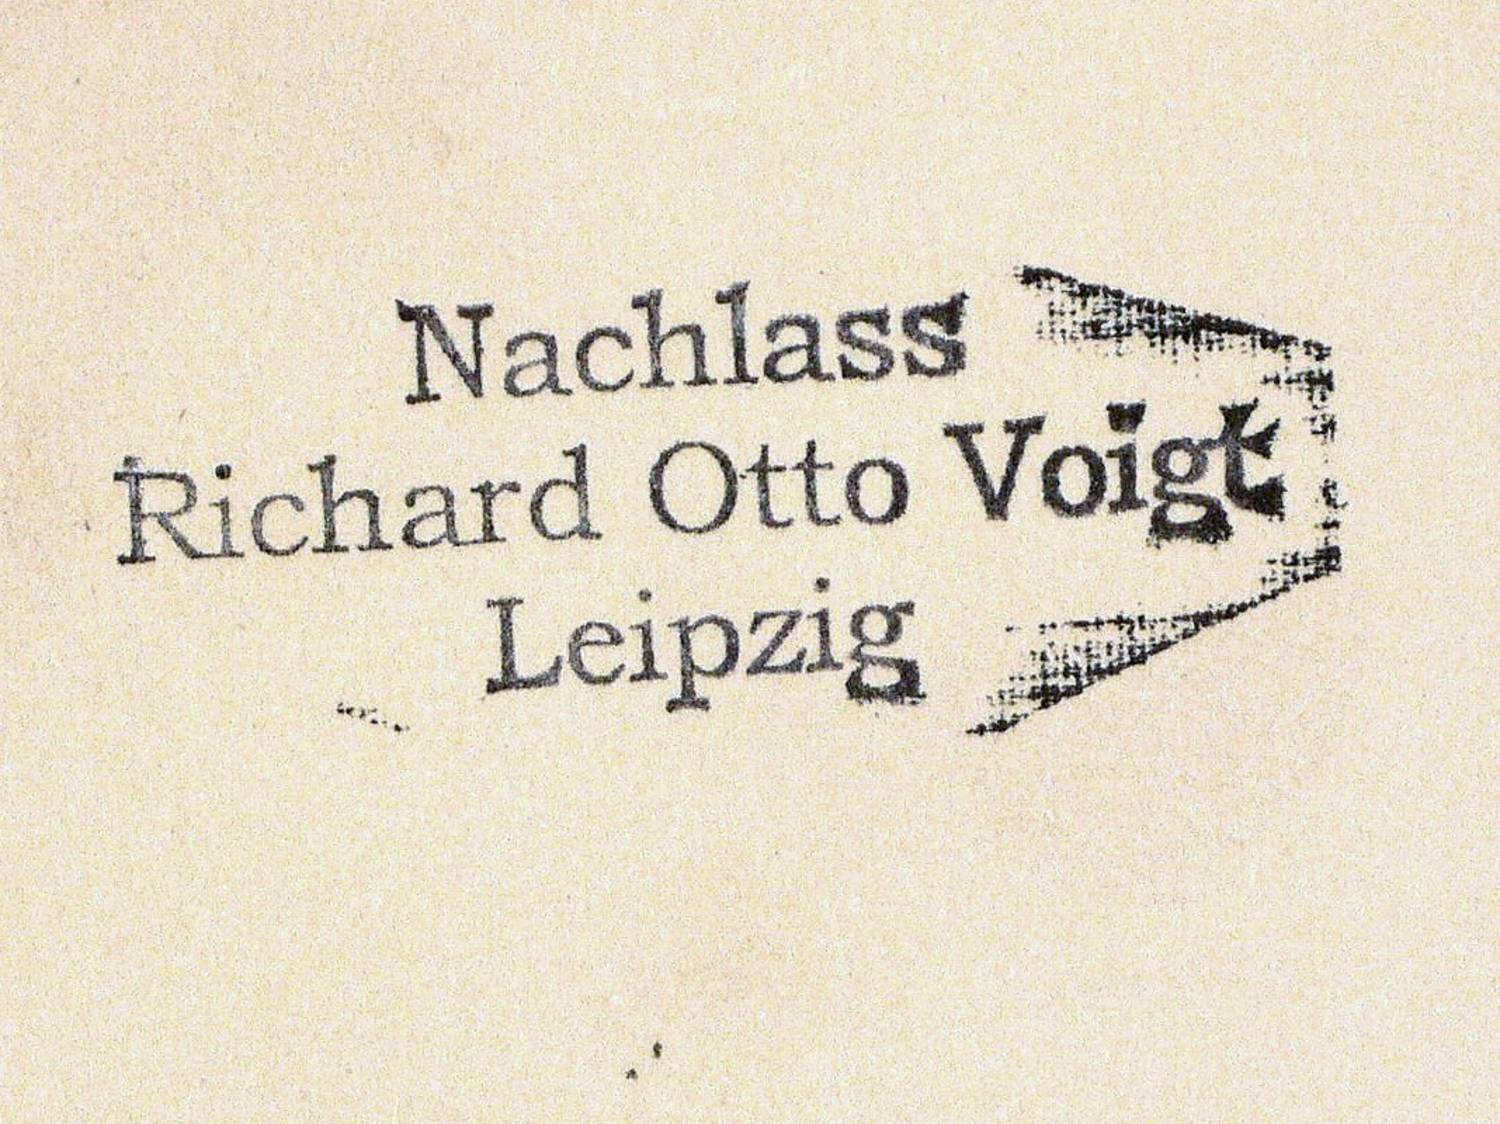 Nachlass
Richard Otto Voigt
Leipzig